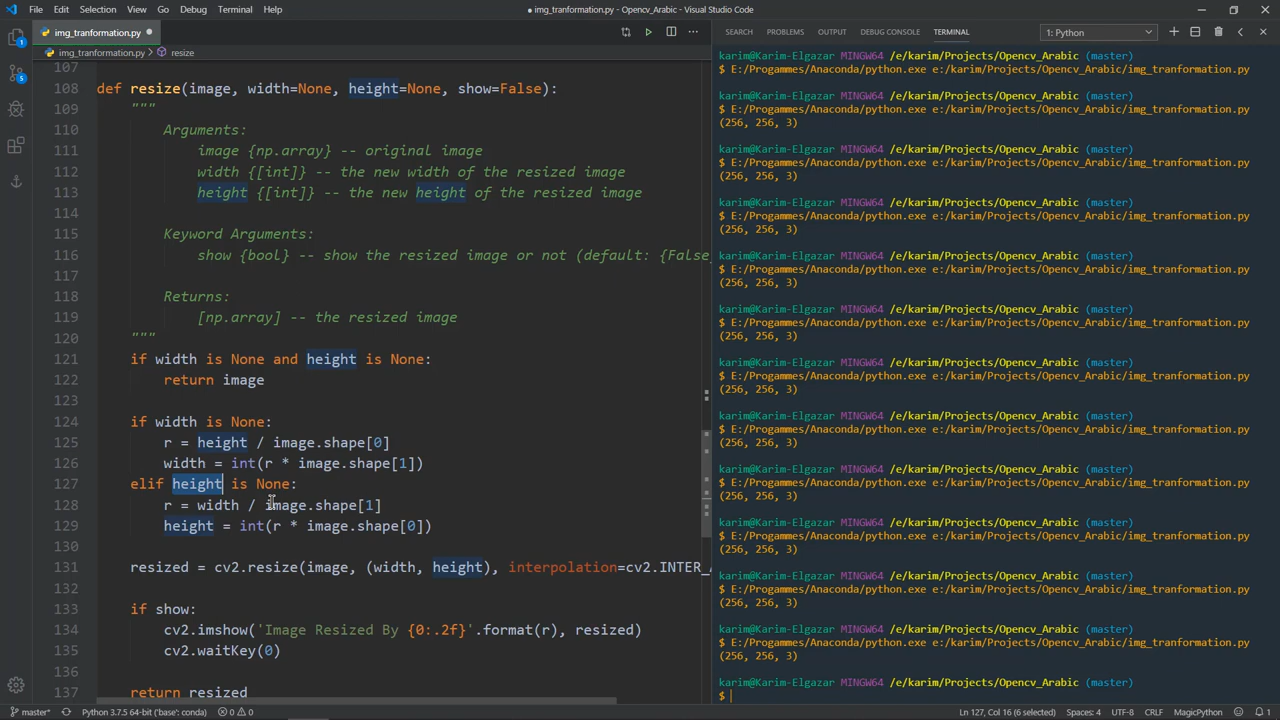 File Edit Selection View Go Debug Terminal Help
● img_tranformation.py - Opencv_Arabic - Visual Studio Code
img_tranformation.py ●
img_tranformation.py > resize
107
108 def resize(image, width=None, height=None, show=False):
109 """
110 Arguments:
111 image {np.array} -- original image
112 width {[int]} -- the new width of the resized image
113 height {[int]} -- the new height of the resized image
114
115 Keyword Arguments:
116 show {bool} -- show the resized image or not (default: {False
117
118 Returns:
119 [np.array] -- the resized image
120 """
121 if width is None and height is None:
122 return image
123
124 if width is None:
125 r = height / image.shape[0]
126 width = int(r * image.shape[1])
127 elif height is None:
128 r = width / image.shape[1]
129 height = int(r * image.shape[0])
130
131 resized = cv2.resize(image, (width, height), interpolation=cv2.INTER_
132
133 if show:
134 cv2.imshow('Image Resized By {0:.2f}'.format(r), resized)
135 cv2.waitKey(0)
136
137 return resized
SEARCH PROBLEMS OUTPUT DEBUG CONSOLE TERMINAL 1: Python
karim@Karim-Elgazar MINGW64 /e/karim/Projects/Opencv_Arabic (master)
$ E:/Progammes/Anaconda/python.exe e:/karim/Projects/Opencv_Arabic/img_tranformation.py

karim@Karim-Elgazar MINGW64 /e/karim/Projects/Opencv_Arabic (master)
$ E:/Progammes/Anaconda/python.exe e:/karim/Projects/Opencv_Arabic/img_tranformation.py
(256, 256, 3)

karim@Karim-Elgazar MINGW64 /e/karim/Projects/Opencv_Arabic (master)
$ E:/Progammes/Anaconda/python.exe e:/karim/Projects/Opencv_Arabic/img_tranformation.py
(256, 256, 3)

karim@Karim-Elgazar MINGW64 /e/karim/Projects/Opencv_Arabic (master)
$ E:/Progammes/Anaconda/python.exe e:/karim/Projects/Opencv_Arabic/img_tranformation.py
(256, 256, 3)

karim@Karim-Elgazar MINGW64 /e/karim/Projects/Opencv_Arabic (master)
$ E:/Progammes/Anaconda/python.exe e:/karim/Projects/Opencv_Arabic/img_tranformation.py
(256, 256, 3)

karim@Karim-Elgazar MINGW64 /e/karim/Projects/Opencv_Arabic (master)
$ E:/Progammes/Anaconda/python.exe e:/karim/Projects/Opencv_Arabic/img_tranformation.py

karim@Karim-Elgazar MINGW64 /e/karim/Projects/Opencv_Arabic (master)
$ E:/Progammes/Anaconda/python.exe e:/karim/Projects/Opencv_Arabic/img_tranformation.py
(256, 256, 3)

karim@Karim-Elgazar MINGW64 /e/karim/Projects/Opencv_Arabic (master)
$ E:/Progammes/Anaconda/python.exe e:/karim/Projects/Opencv_Arabic/img_tranformation.py
(256, 256, 3)

karim@Karim-Elgazar MINGW64 /e/karim/Projects/Opencv_Arabic (master)
$ E:/Progammes/Anaconda/python.exe e:/karim/Projects/Opencv_Arabic/img_tranformation.py
(256, 256, 3)

karim@Karim-Elgazar MINGW64 /e/karim/Projects/Opencv_Arabic (master)
$ E:/Progammes/Anaconda/python.exe e:/karim/Projects/Opencv_Arabic/img_tranformation.py
(256, 256, 3)

karim@Karim-Elgazar MINGW64 /e/karim/Projects/Opencv_Arabic (master)
$ E:/Progammes/Anaconda/python.exe e:/karim/Projects/Opencv_Arabic/img_tranformation.py
(256, 256, 3)

karim@Karim-Elgazar MINGW64 /e/karim/Projects/Opencv_Arabic (master)
$ E:/Progammes/Anaconda/python.exe e:/karim/Projects/Opencv_Arabic/img_tranformation.py
(256, 256, 3)

karim@Karim-Elgazar MINGW64 /e/karim/Projects/Opencv_Arabic (master)
$
master* Python 3.7.5 64-bit ('base': conda) 0 0 Ln 127, Col 16 (6 selected) Spaces: 4 UTF-8 CRLF MagicPython 1